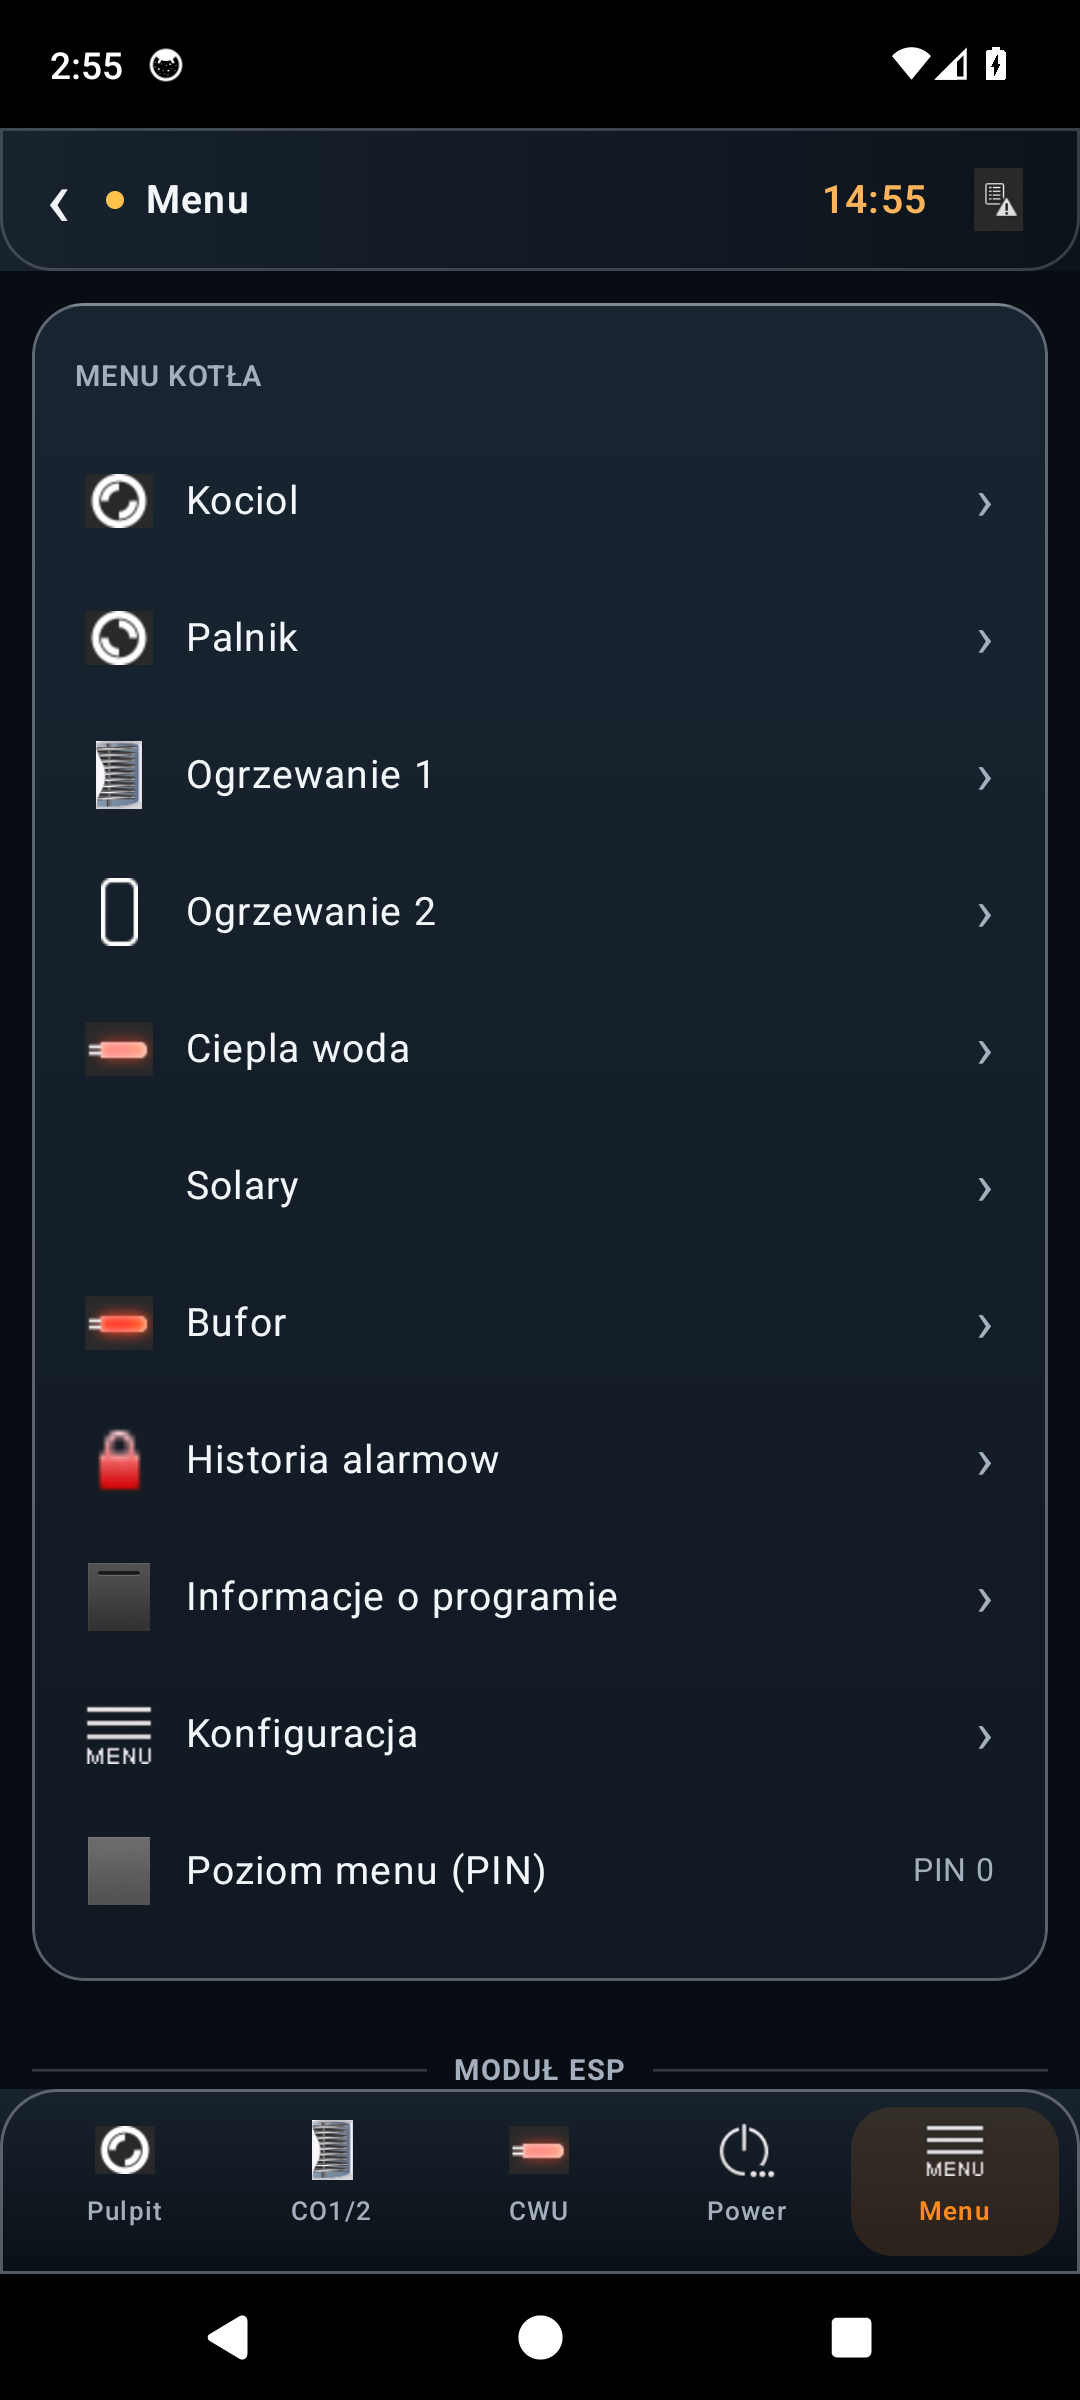 2:55
Menu
14:55
MENU KOTŁA
Kociol
Palnik
Ogrzewanie 1
Ogrzewanie 2
Ciepla woda
Solary
Bufor
Historia alarmow
Informacje o programie
MENU
Konfiguracja
Poziom menu (PIN)
PIN 0
MODUŁ ESP
Pulpit
CO1/2
CWU
Power
MENU
Menu